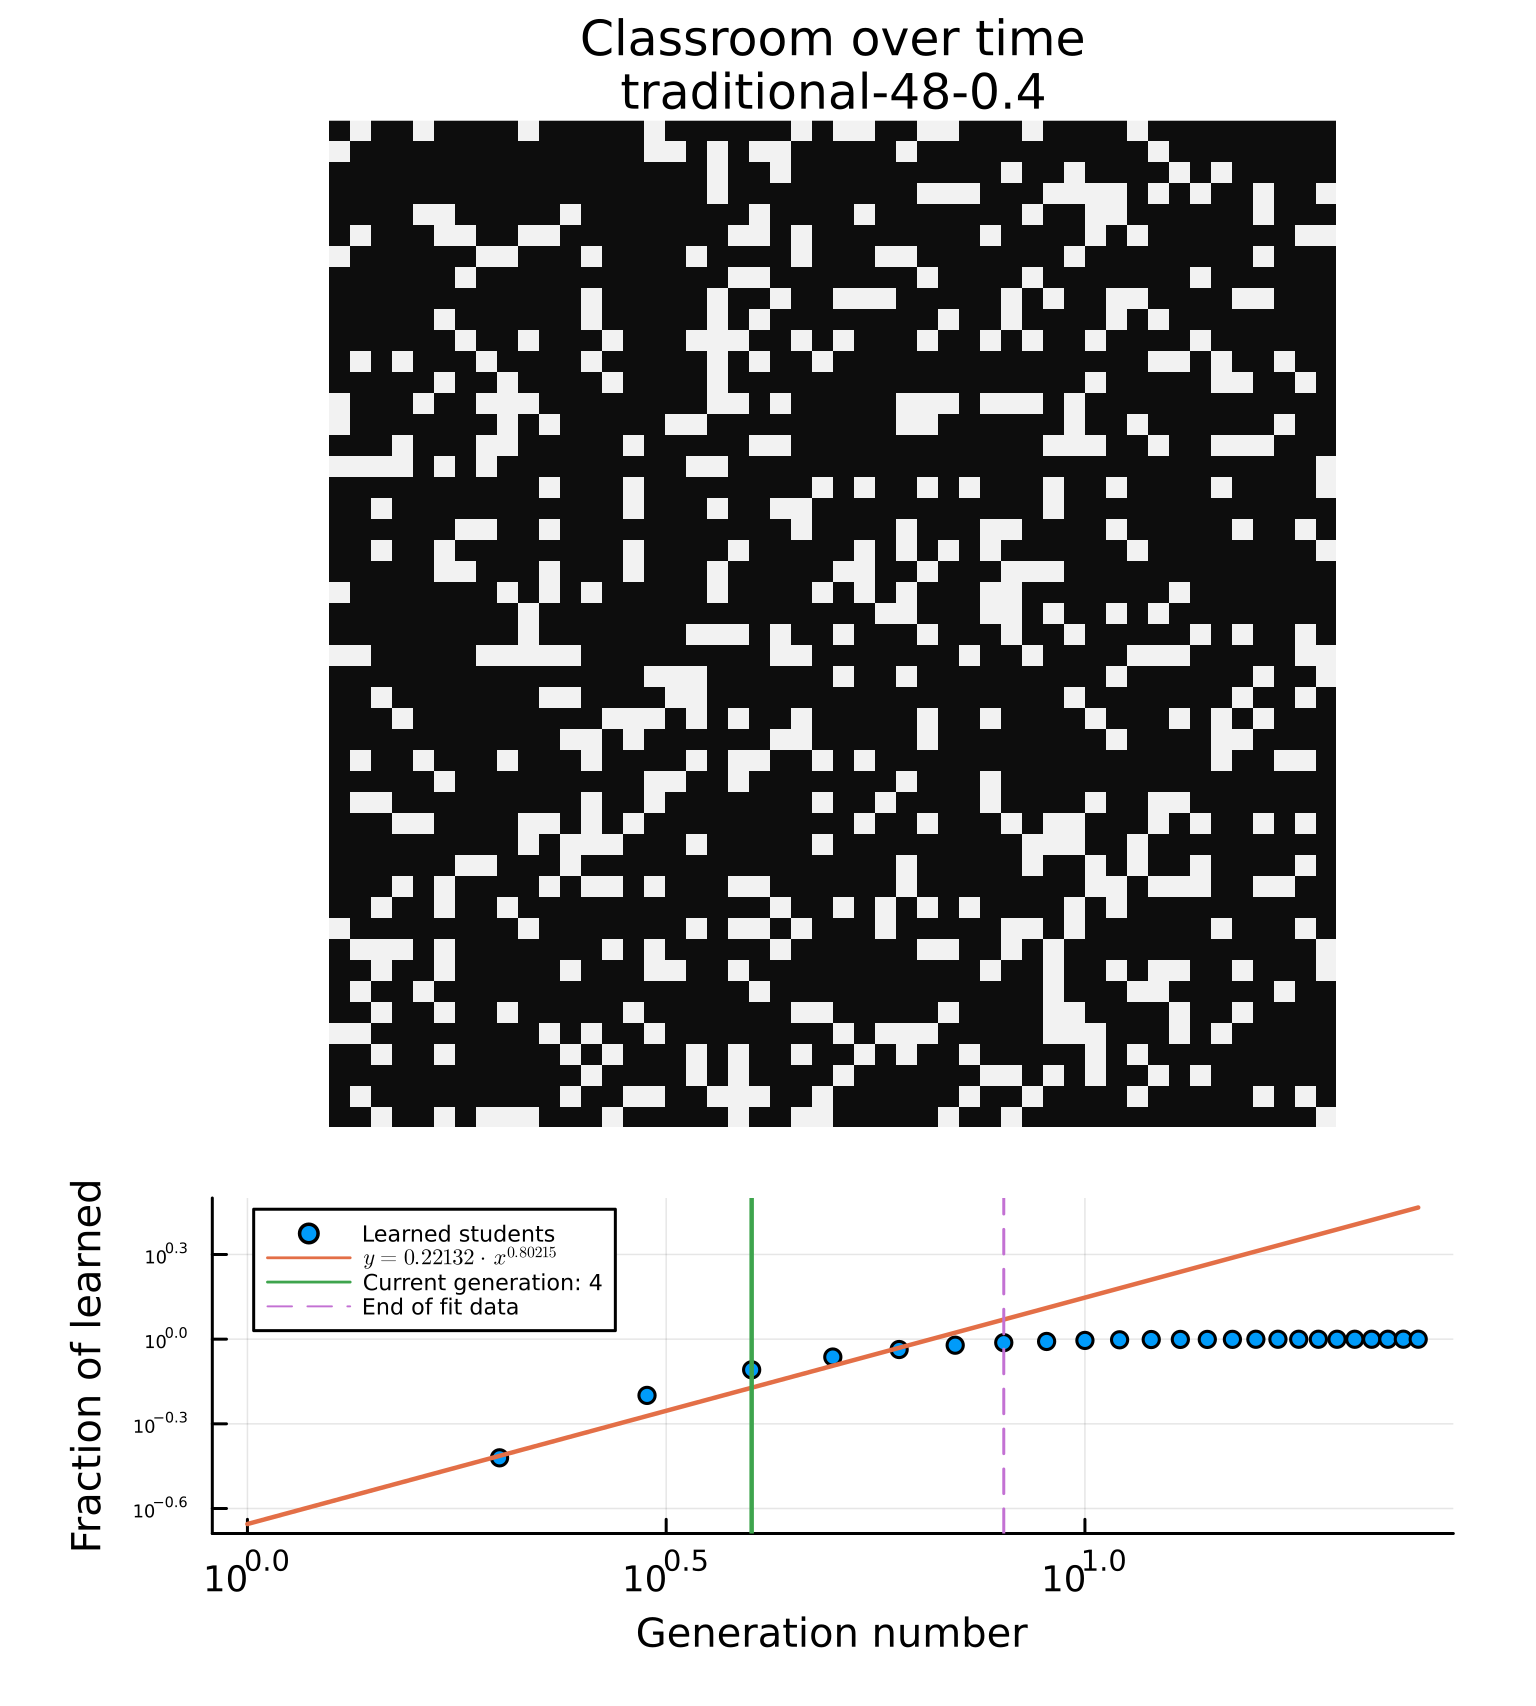 Classroom over time
traditional-48-0.4
Fraction of learned
10^0.3
10^0.0
10^−0.3
10^−0.6
Learned students
y = 0.22132 · x^0.80215
Current generation: 4
End of fit data
10^0.0
10^0.5
10^1.0
Generation number